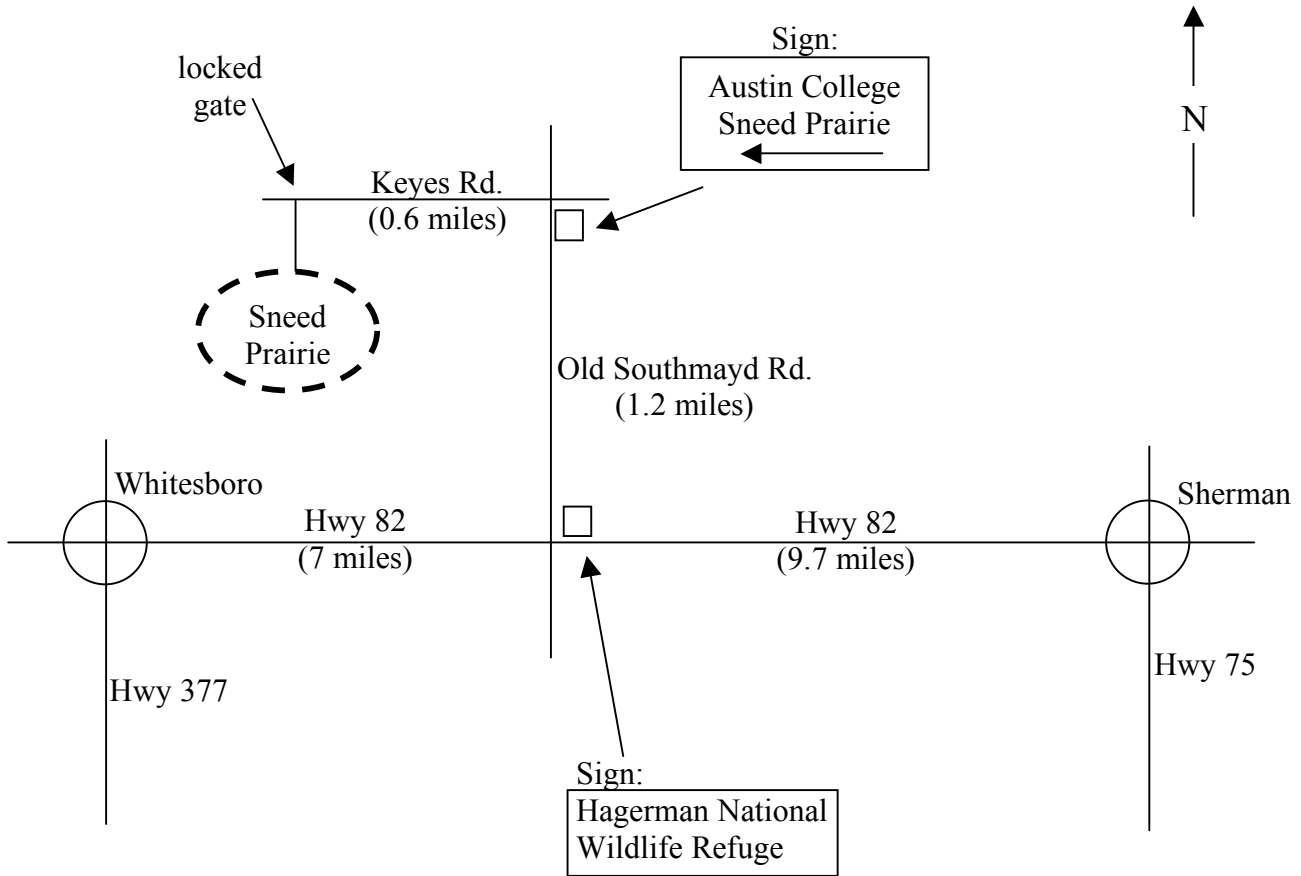 Sign:
Austin College
Sneed Prairie
N
locked
gate
Keyes Rd.
(0.6 miles)
Sneed
Prairie
Old Southmayd Rd.
(1.2 miles)
Whitesboro
Hwy 82
(7 miles)
Hwy 82
(9.7 miles)
Sherman
Hwy 377
Hwy 75
Sign:
Hagerman National
Wildlife Refuge